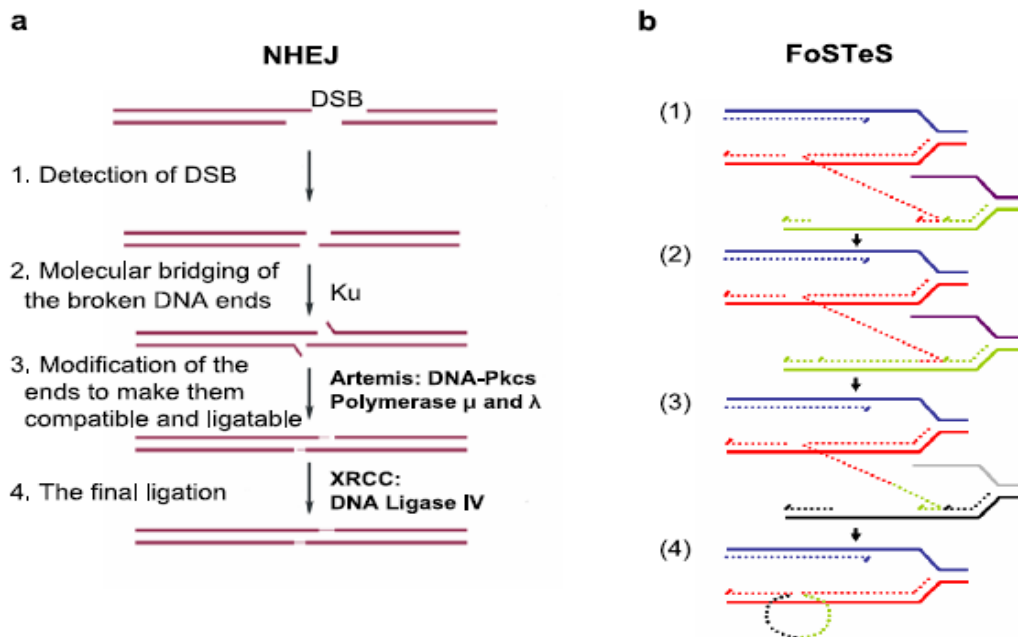 a
NHEJ
DSB
1. Detection of DSB
2. Molecular bridging of
the broken DNA ends
Ku
3. Modification of the
ends to make them
compatible and ligatable
Artemis: DNA-Pkcs
Polymerase μ and λ
4. The final ligation
XRCC:
DNA Ligase IV
b
FoSTeS
(1)
(2)
(3)
(4)